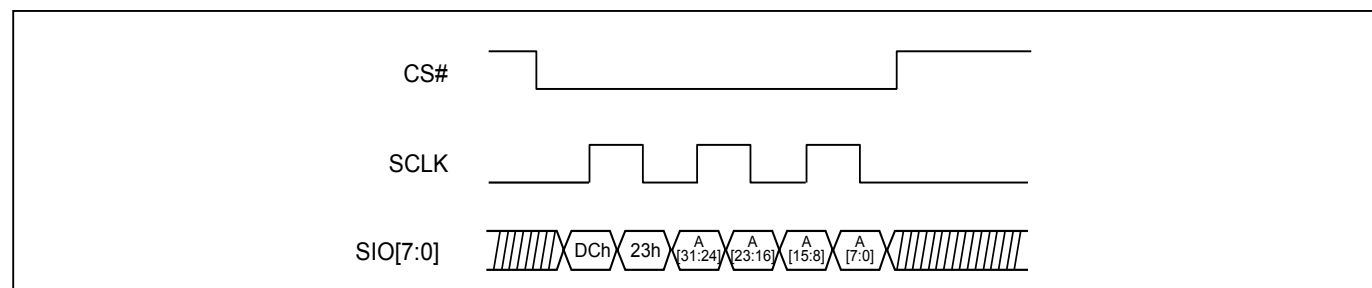 CS#
SCLK
SIO[7:0]
DCh
23h
A
[31:24]
A
[23:16]
A
[15:8]
A
[7:0]